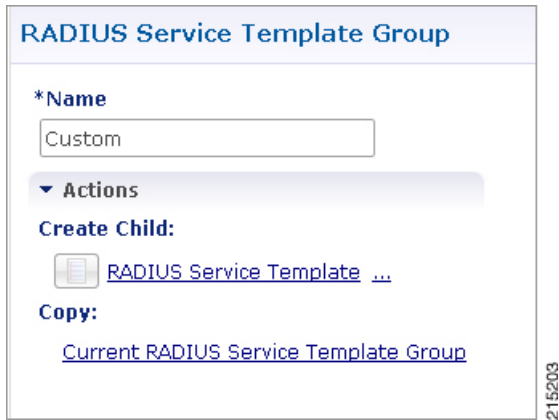 RADIUS Service Template Group
*Name
Custom
Actions
Create Child:
RADIUS Service Template ...
Copy:
Current RADIUS Service Template Group
215203